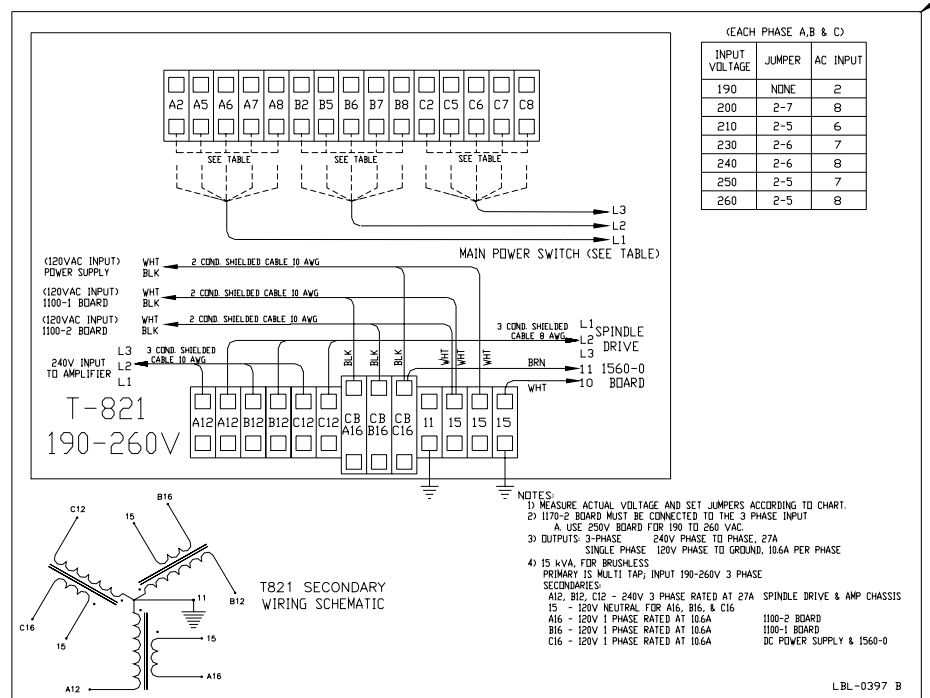 (EACH PHASE A,B & C)
INPUT VOLTAGE JUMPER AC INPUT
190 NONE 2
200 2-7 8
210 2-5 6
230 2-6 7
240 2-6 8
250 2-5 7
260 2-5 8
A2 A5 A6 A7 A8 B2 B5 B6 B7 B8 C2 C5 C6 C7 C8
SEE TABLE SEE TABLE SEE TABLE
L3
L2
L1
MAIN POWER SWITCH (SEE TABLE)
(120VAC INPUT) WHT 2 COND. SHIELDED CABLE 10 AWG
POWER SUPPLY BLK
(120VAC INPUT) WHT 2 COND. SHIELDED CABLE 10 AWG
1100-1 BOARD BLK
(120VAC INPUT) WHT 2 COND. SHIELDED CABLE 10 AWG
1100-2 BOARD BLK
3 COND. SHIELDED L1 SPINDLE
CABLE 8 AWG L2 DRIVE
L3
L3 3 COND. SHIELDED
240V INPUT L2 CABLE 10 AWG
TO AMPLIFIER L1
BLK BLK BLK WHT WHT WHT
BRN 11 1560-0
WHT 10 BOARD
T-821
190-260V
A12 A12 B12 B12 C12 C12 CB A16 CB B16 CB C16 11 15 15 15
C12 15 B16
C16 15 11 B12
15
A12 A16
T821 SECONDARY
WIRING SCHEMATIC
NOTES:
1) MEASURE ACTUAL VOLTAGE AND SET JUMPERS ACCORDING TO CHART.
2) 1170-2 BOARD MUST BE CONNECTED TO THE 3 PHASE INPUT
A. USE 250V BOARD FOR 190 TO 260 VAC.
3) OUTPUTS: 3-PHASE 240V PHASE TO PHASE, 27A
SINGLE PHASE 120V PHASE TO GROUND, 10.6A PER PHASE
4) 15 kVA, FOR BRUSHLESS
PRIMARY IS MULTI TAP; INPUT 190-260V 3 PHASE
SECONDARIES:
A12, B12, C12 - 240V 3 PHASE RATED AT 27A SPINDLE DRIVE & AMP CHASSIS
15 - 120V NEUTRAL FOR A16, B16, & C16
A16 - 120V 1 PHASE RATED AT 10.6A 1100-2 BOARD
B16 - 120V 1 PHASE RATED AT 10.6A 1100-1 BOARD
C16 - 120V 1 PHASE RATED AT 10.6A DC POWER SUPPLY & 1560-0
LBL-0397 B